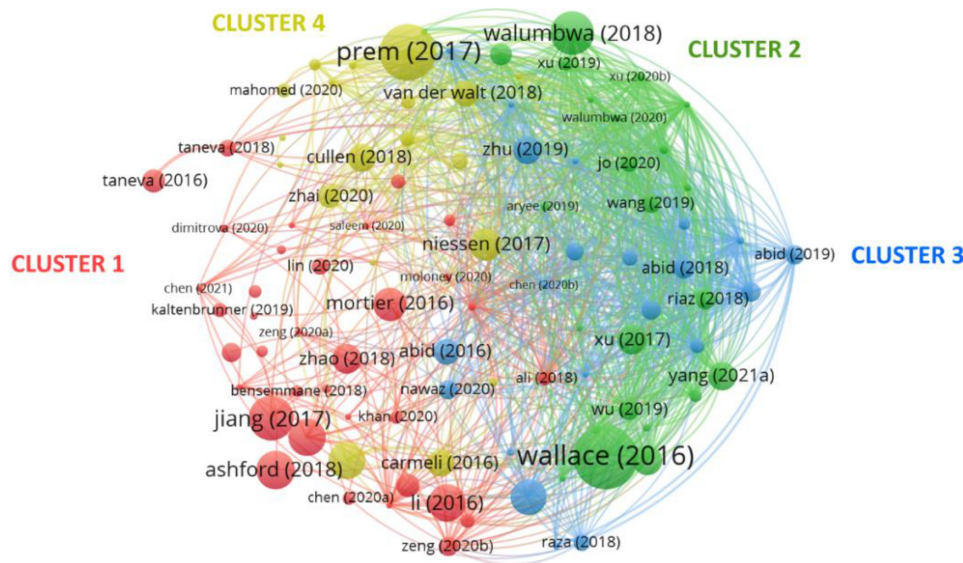 CLUSTER 4
prem (2017)
walumbwa (2018)
CLUSTER 2
xu (2019)
xu (2020b)
mahomed (2020)
van der walt (2018)
walumbwa (2020)
taneva (2018)
cullen (2018)
zhu (2019)
jo (2020)
taneva (2016)
zhai (2020)
wang (2019)
aryee (2019)
dimitrova (2020)
saleem (2020)
niessen (2017)
CLUSTER 1
lin (2020)
moloney (2020)
abid (2018)
abid (2019)
CLUSTER 3
chen (2021)
chen (2020b)
mortier (2016)
riaz (2018)
kaltenbrunner (2019)
zeng (2020a)
xu (2017)
zhao (2018)
abid (2016)
yang (2021a)
ali (2018)
bensemmane (2018)
nawaz (2020)
jiang (2017)
khan (2020)
wu (2019)
wallace (2016)
ashford (2018)
carmeli (2016)
chen (2020a)
li (2016)
zeng (2020b)
raza (2018)